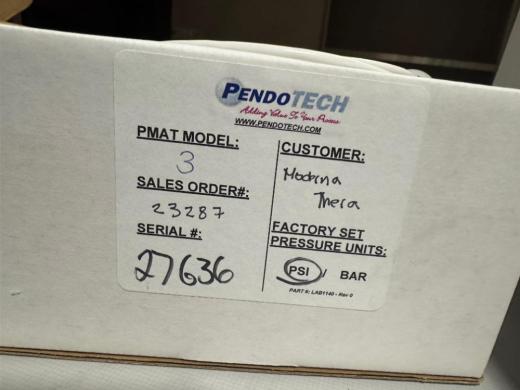 PENDOTECH
Adding Value To Your Process
WWW.PENDOTECH.COM
PMAT MODEL:
3
SALES ORDER#:
23287
SERIAL #:
27636
CUSTOMER:
Moderna
Thera
FACTORY SET
PRESSURE UNITS:
PSI / BAR
PART #: LAB1140 - Rev 0